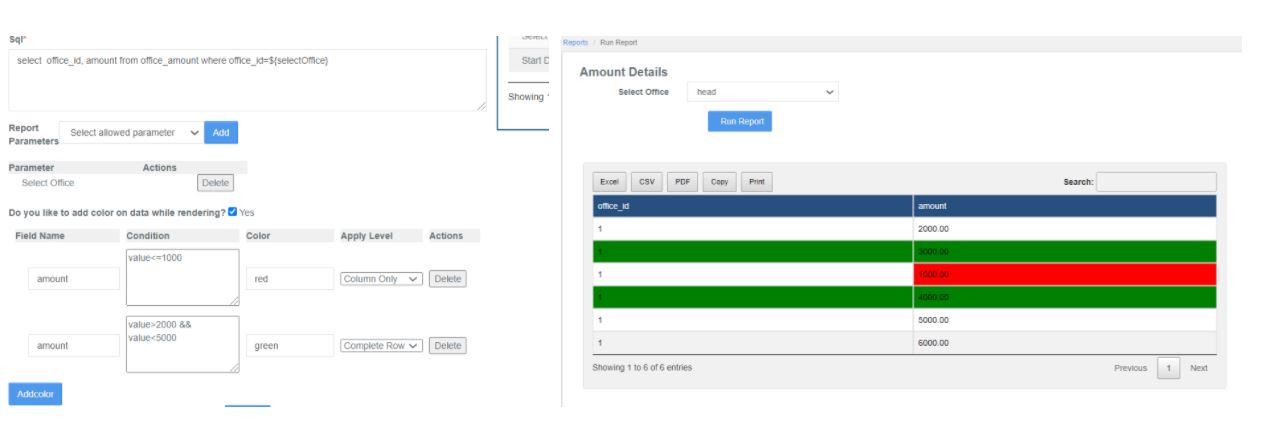 Sql*
select office_id, amount from office_amount where office_id=${selectOffice}
Report
Parameters
Select allowed parameter
Add
Parameter Actions
Select Office Delete
Do you like to add color on data while rendering? Yes
Field Name Condition Color Apply Level Actions
value<=1000
amount red Column Only Delete
value>2000 &&
value<5000
amount green Complete Row Delete
Addcolor
Select
Start D
Showing 1
Reports / Run Report
Amount Details
Select Office head
Run Report
Excel CSV PDF Copy Print Search:
office_id amount
1 2000.00
1 3000.00
1 1000.00
1 4000.00
1 5000.00
1 6000.00
Showing 1 to 6 of 6 entries Previous 1 Next